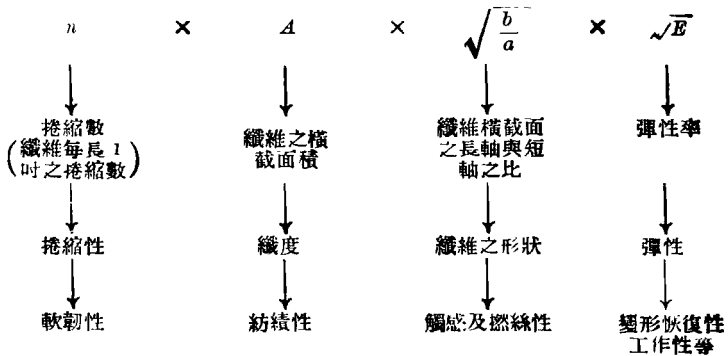 n × A × √(b/a) × √E
捲縮數 纖維之橫 纖維橫截面 彈性率
(纖維每長1 截面積 之長軸與短
吋之捲縮數) 軸之比
捲縮性 纖度 纖維之形狀 彈性
軟韌性 紡績性 觸感及撚絲性 變形恢復性
工作性等